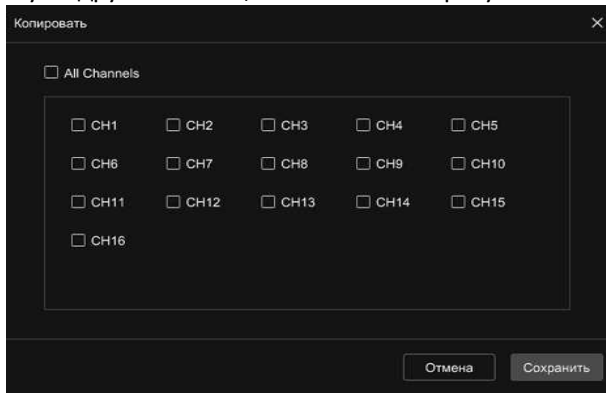 Копировать
All Channels
CH1 CH2 CH3 CH4 CH5
CH6 CH7 CH8 CH9 CH10
CH11 CH12 CH13 CH14 CH15
CH16
Отмена Сохранить